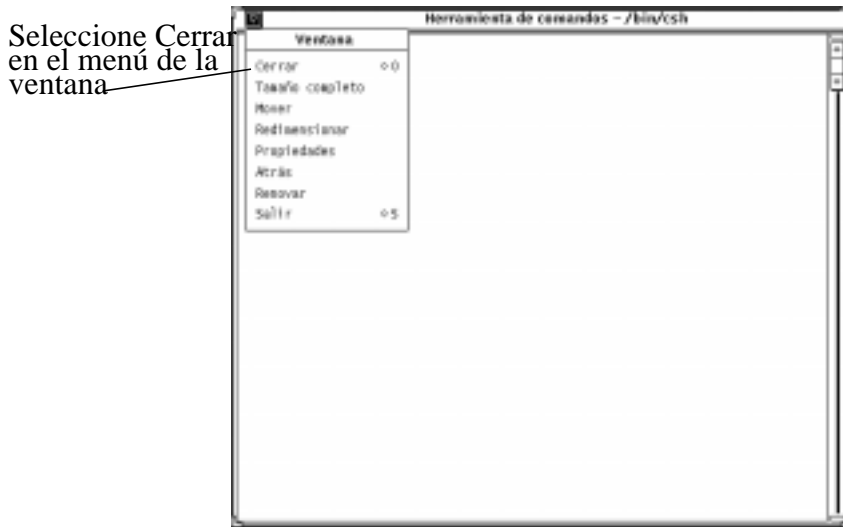 Seleccione Cerrar
en el menú de la
ventana
Herramienta de comandos - /bin/csh
Ventana
Cerrar ◇O
Tamaño completo
Mover
Redimensionar
Propiedades
Atrás
Renovar
Salir ◇S